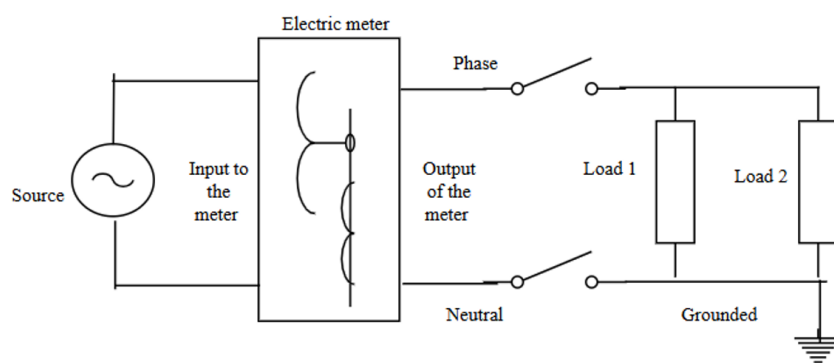 Electric meter
Phase
Source
Input to
the
meter
Output
of the
meter
Load 1
Load 2
Neutral
Grounded